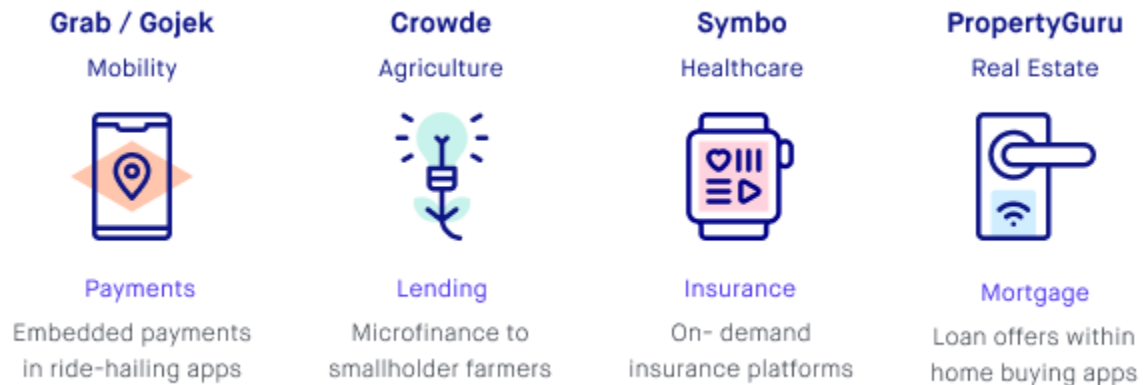 Grab / Gojek
Mobility
Payments
Embedded payments
in ride-hailing apps
Crowde
Agriculture
Lending
Microfinance to
smallholder farmers
Symbo
Healthcare
Insurance
On- demand
insurance platforms
PropertyGuru
Real Estate
Mortgage
Loan offers within
home buying apps